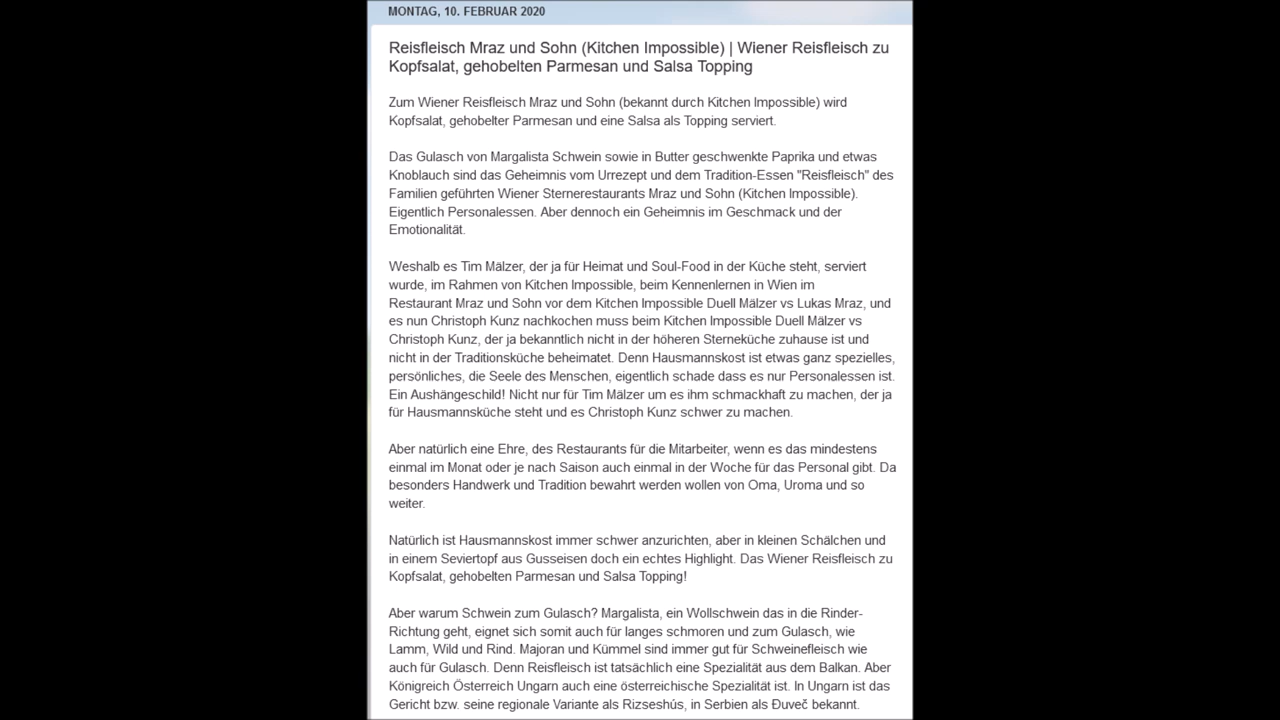 MONTAG, 10. FEBRUAR 2020
Reisfleisch Mraz und Sohn (Kitchen Impossible) | Wiener Reisfleisch zu
Kopfsalat, gehobelten Parmesan und Salsa Topping
Zum Wiener Reisfleisch Mraz und Sohn (bekannt durch Kitchen Impossible) wird
Kopfsalat, gehobelter Parmesan und eine Salsa als Topping serviert.
Das Gulasch von Margalista Schwein sowie in Butter geschwenkte Paprika und etwas
Knoblauch sind das Geheimnis vom Urrezept und dem Tradition-Essen "Reisfleisch" des
Familien geführten Wiener Sternerestaurants Mraz und Sohn (Kitchen Impossible).
Eigentlich Personalessen. Aber dennoch ein Geheimnis im Geschmack und der
Emotionalität.
Weshalb es Tim Mälzer, der ja für Heimat und Soul-Food in der Küche steht, serviert
wurde, im Rahmen von Kitchen Impossible, beim Kennenlernen in Wien im
Restaurant Mraz und Sohn vor dem Kitchen Impossible Duell Mälzer vs Lukas Mraz, und
es nun Christoph Kunz nachkochen muss beim Kitchen Impossible Duell Mälzer vs
Christoph Kunz, der ja bekanntlich nicht in der höheren Sterneküche zuhause ist und
nicht in der Traditionsküche beheimatet. Denn Hausmannskost ist etwas ganz spezielles,
persönliches, die Seele des Menschen, eigentlich schade dass es nur Personalessen ist.
Ein Aushängeschild! Nicht nur für Tim Mälzer um es ihm schmackhaft zu machen, der ja
für Hausmannsküche steht und es Christoph Kunz schwer zu machen.
Aber natürlich eine Ehre, des Restaurants für die Mitarbeiter, wenn es das mindestens
einmal im Monat oder je nach Saison auch einmal in der Woche für das Personal gibt. Da
besonders Handwerk und Tradition bewahrt werden wollen von Oma, Uroma und so
weiter.
Natürlich ist Hausmannskost immer schwer anzurichten, aber in kleinen Schälchen und
in einem Seviertopf aus Gusseisen doch ein echtes Highlight. Das Wiener Reisfleisch zu
Kopfsalat, gehobelten Parmesan und Salsa Topping!
Aber warum Schwein zum Gulasch? Margalista, ein Wollschwein das in die Rinder-
Richtung geht, eignet sich somit auch für langes schmoren und zum Gulasch, wie
Lamm, Wild und Rind. Majoran und Kümmel sind immer gut für Schweinefleisch wie
auch für Gulasch. Denn Reisfleisch ist tatsächlich eine Spezialität aus dem Balkan. Aber
Königreich Österreich Ungarn auch eine österreichische Spezialität ist. In Ungarn ist das
Gericht bzw. seine regionale Variante als Rizseshús, in Serbien als Đuveč bekannt.